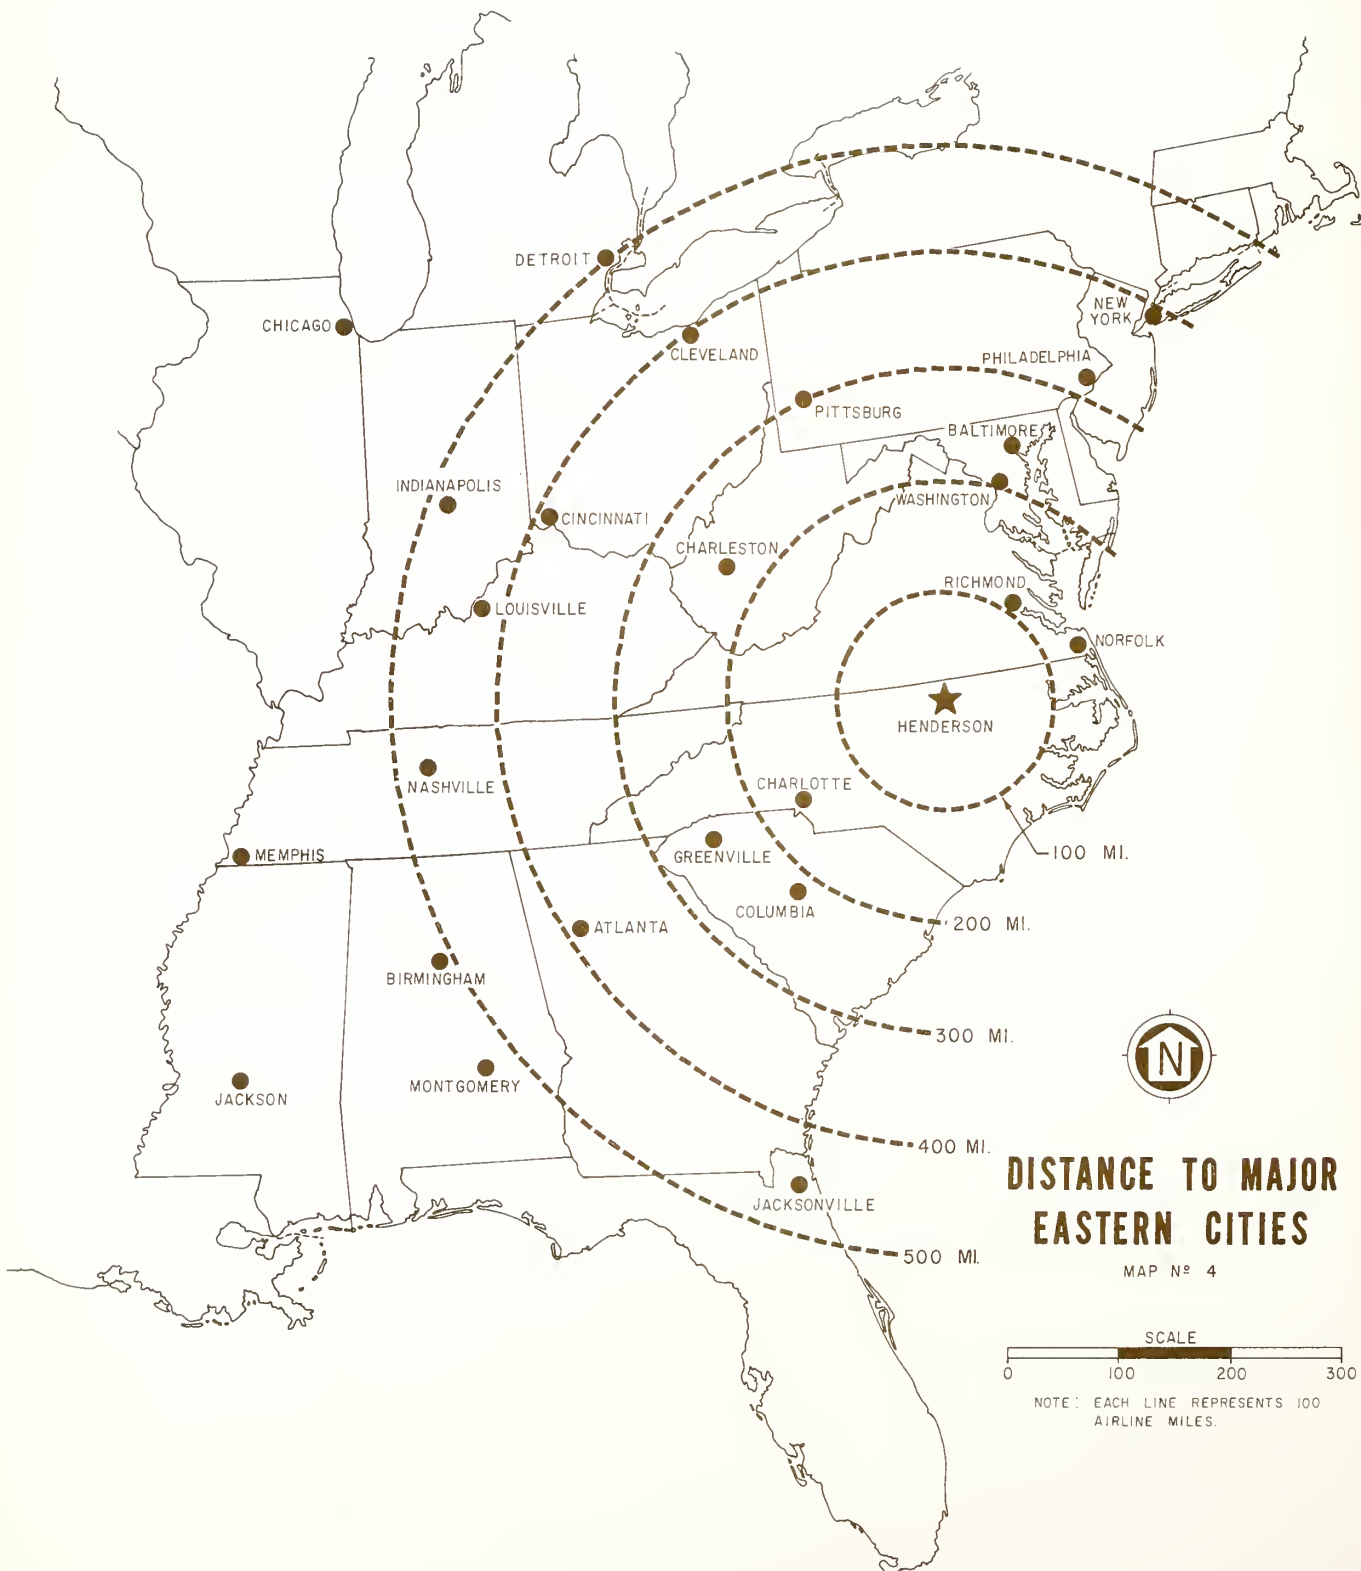 DETROIT
CHICAGO
CLEVELAND
NEW
YORK
PHILADELPHIA
PITTSBURG
BALTIMORE
INDIANAPOLIS
WASHINGTON
CINCINNATI
CHARLESTON
RICHMOND
LOUISVILLE
NORFOLK
HENDERSON
NASHVILLE
CHARLOTTE
MEMPHIS
GREENVILLE
100 MI.
COLUMBIA
200 MI.
ATLANTA
BIRMINGHAM
300 MI.
N
MONTGOMERY
JACKSON
400 MI.
JACKSONVILLE
500 MI.
DISTANCE TO MAJOR
EASTERN CITIES
MAP Nº 4
SCALE
0 100 200 300
NOTE: EACH LINE REPRESENTS 100
AIRLINE MILES.